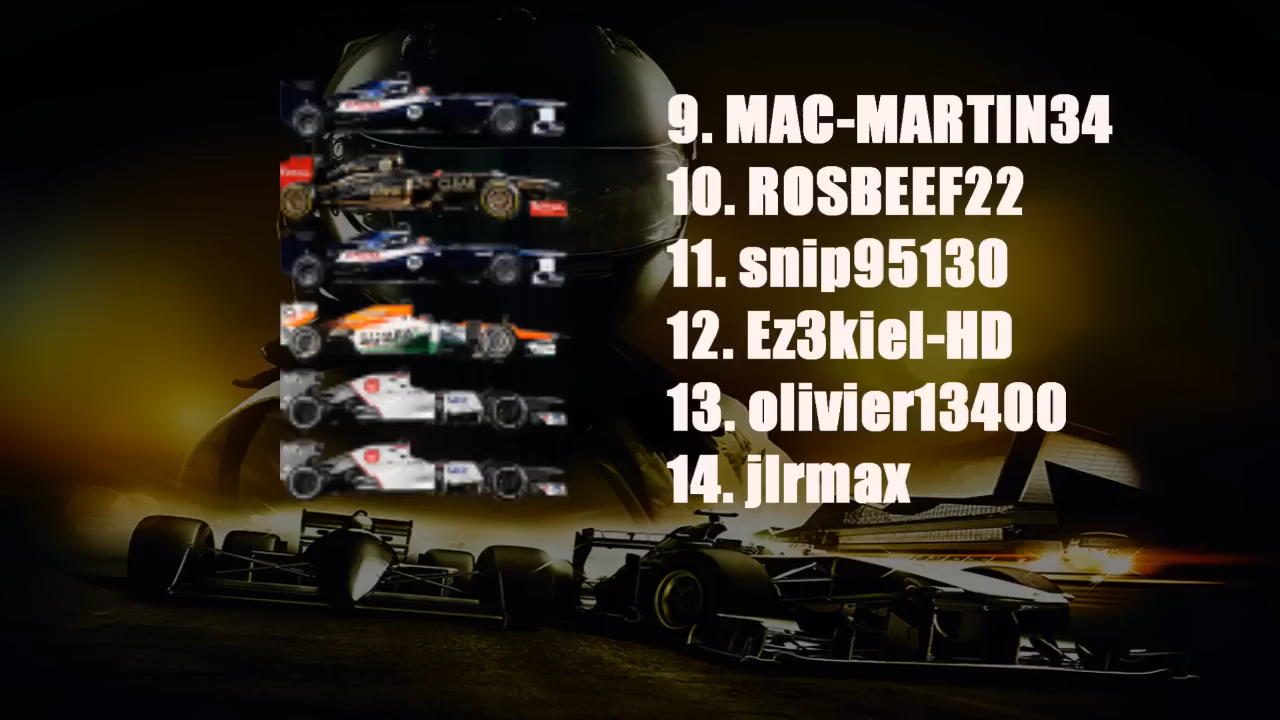 9. MAC-MARTIN34
10. ROSBEEF22
11. snip95130
12. Ez3kiel-HD
13. olivier13400
14. jlrmax